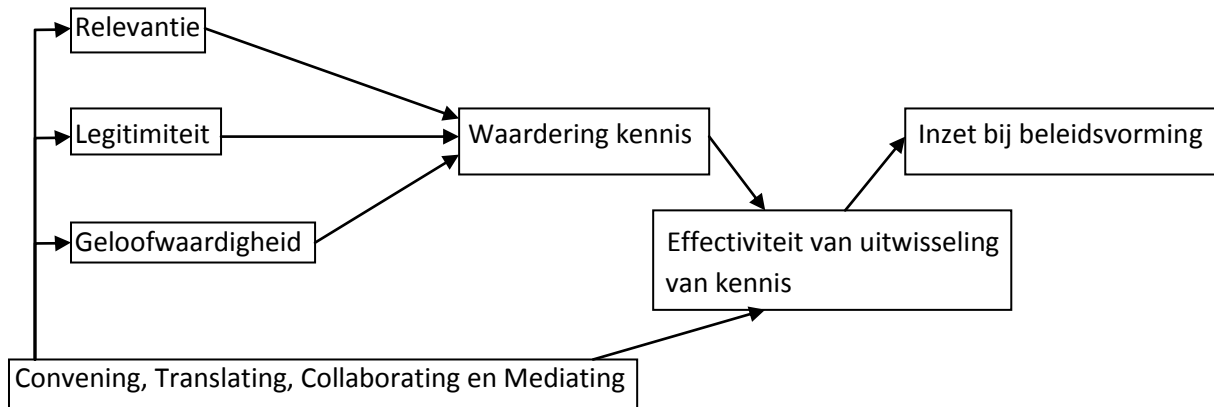 Relevantie
Legitimiteit
Waardering kennis
Inzet bij beleidsvorming
Geloofwaardigheid
Effectiviteit van uitwisseling
van kennis
Convening, Translating, Collaborating en Mediating